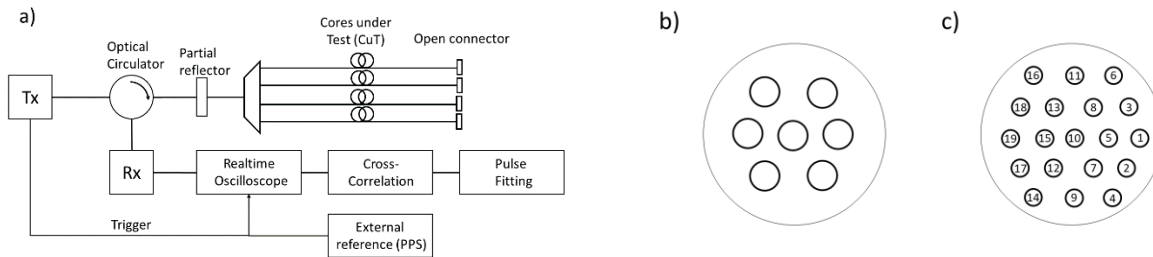 a)
Optical
Circulator
Partial
reflector
Cores under
Test (CuT)
Open connector
Tx
Rx
Realtime
Oscilloscope
Cross-
Correlation
Pulse
Fitting
Trigger
External
reference (PPS)
b)
c)
16 11 6
18 13 8 3
19 15 10 5 1
17 12 7 2
14 9 4